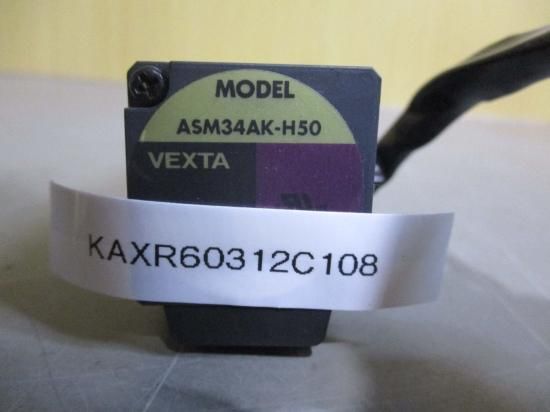 MODEL
ASM34AK-H50
VEXTA
KAXR60312C108